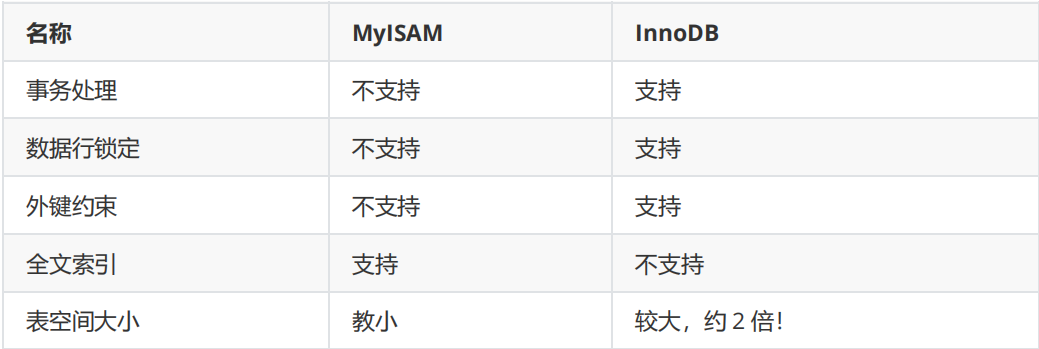 名称 MyISAM InnoDB
事务处理 不支持 支持
数据行锁定 不支持 支持
外键约束 不支持 支持
全文索引 支持 不支持
表空间大小 教小 较大，约 2 倍！